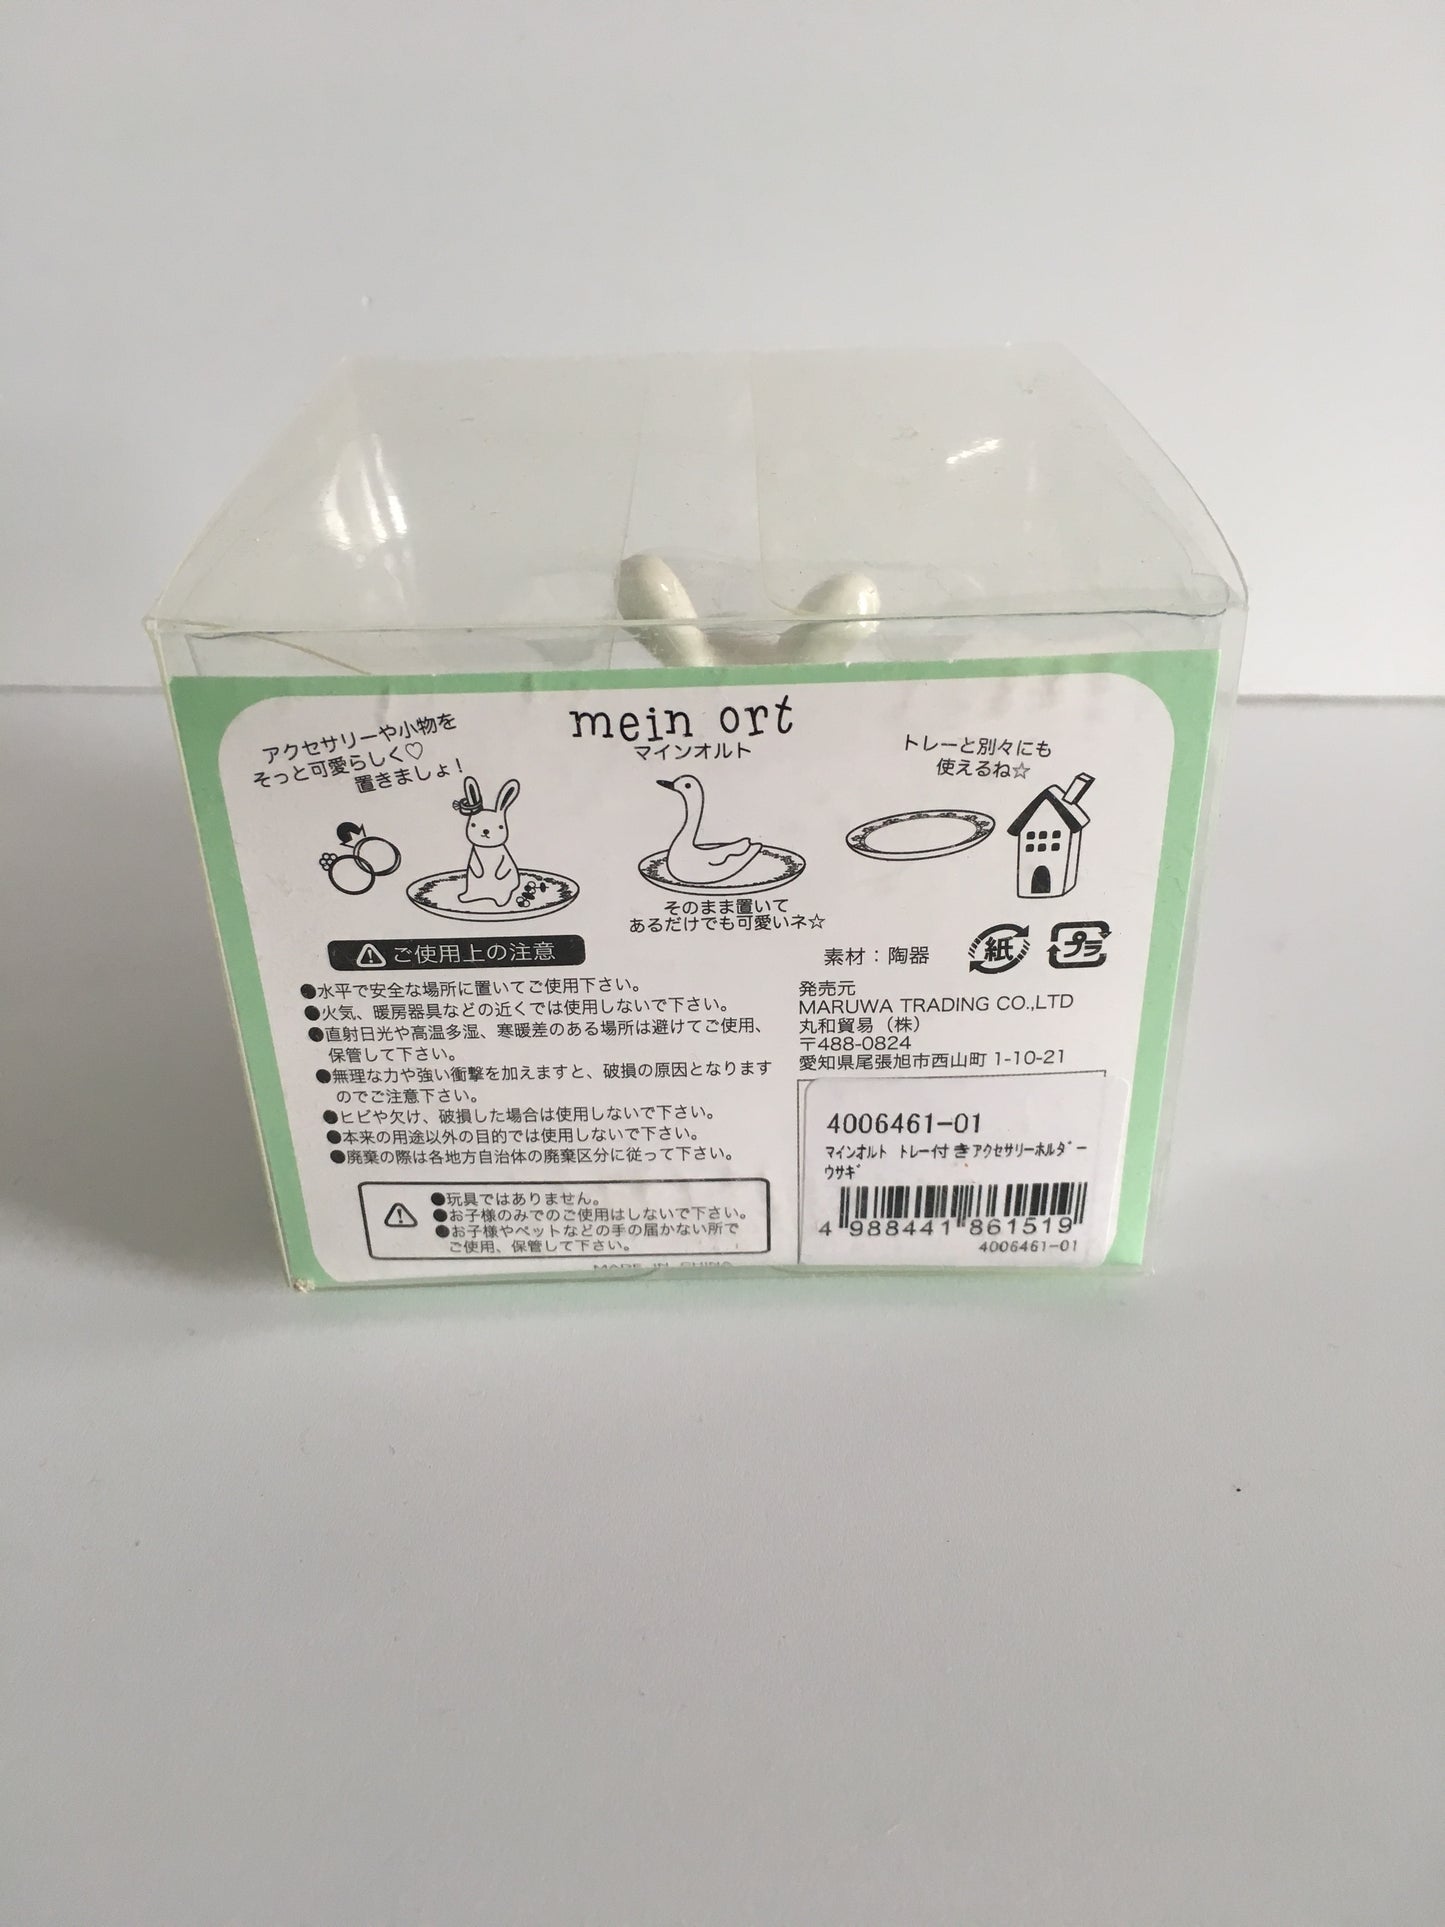 mein ort
マインオルト
アクセサリーや小物を
そっと可愛らしく♡
置きましょ！
そのまま置いて
あるだけでも可愛いネ☆
トレーと別々にも
使えるね☆
⚠ご使用上の注意
●水平で安全な場所に置いてご使用下さい。
●火気、暖房器具などの近くでは使用しないで下さい。
●直射日光や高温多湿、寒暖差のある場所は避けてご使用、
保管して下さい。
●無理な力や強い衝撃を加えますと、破損の原因となります
のでご注意下さい。
●ヒビや欠け、破損した場合は使用しないで下さい。
●本来の用途以外の目的では使用しないで下さい。
●廃棄の際は各地方自治体の廃棄区分に従って下さい。
●玩具ではありません。
●お子様のみでのご使用はしないで下さい。
●お子様やペットなどの手の届かない所で
ご使用、保管して下さい。
MADE IN CHINA
素材：陶器
紙
プラ
発売元
MARUWA TRADING CO.,LTD
丸和貿易（株）
〒488-0824
愛知県尾張旭市西山町 1-10-21
4006461-01
マインオルト トレー付きアクセサリーホルダー
ウサギ
4 988441 861519
4006461-01